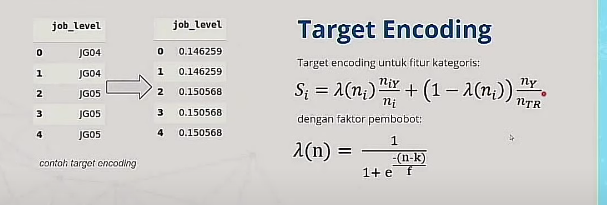 job_level
0 JG04
1 JG04
2 JG05
3 JG05
4 JG05
job_level
0 0.146259
1 0.146259
2 0.150568
3 0.150568
4 0.150568
contoh target encoding
Target Encoding
Target encoding untuk fitur kategoris:
S_i = λ(n_i) n_iY / n_i + (1 − λ(n_i)) n_Y / n_TR
dengan faktor pembobot:
λ(n) = 1 / (1+ e^(-(n-k) / f))